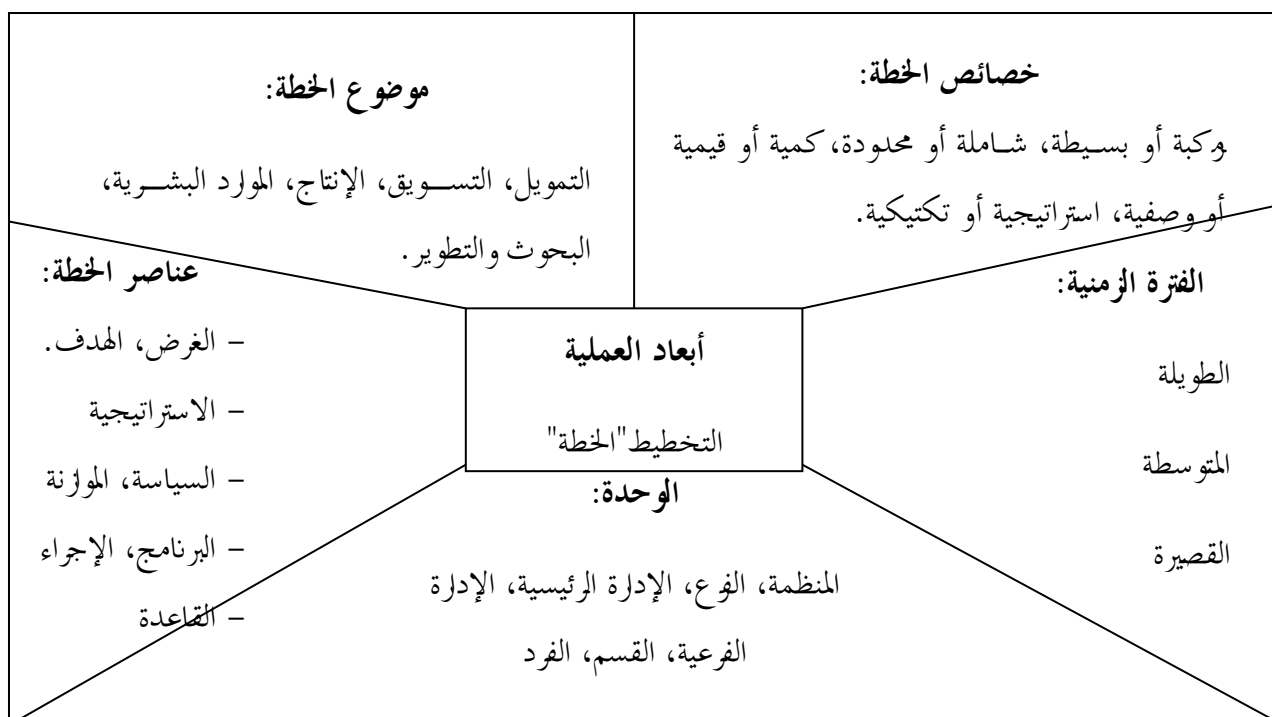 خصائص الخطة:
مركبة أو بسيطة، شاملة أو محدودة، كمية أو قيمية
أو وصفية، استراتيجية أو تكتيكية.
موضوع الخطة:
التمويل، التسويق، الإنتاج، الموارد البشرية،
البحوث والتطوير.
الفترة الزمنية:
الطويلة
المتوسطة
القصيرة
أبعاد العملية
التخطيط"الخطة"
عناصر الخطة:
– الغرض، الهدف.
– الاستراتيجية
– السياسة، الموازنة
– البرنامج، الإجراء
– القاعدة
الوحدة:
المنظمة، الفرع، الإدارة الرئيسية، الإدارة
الفرعية، القسم، الفرد